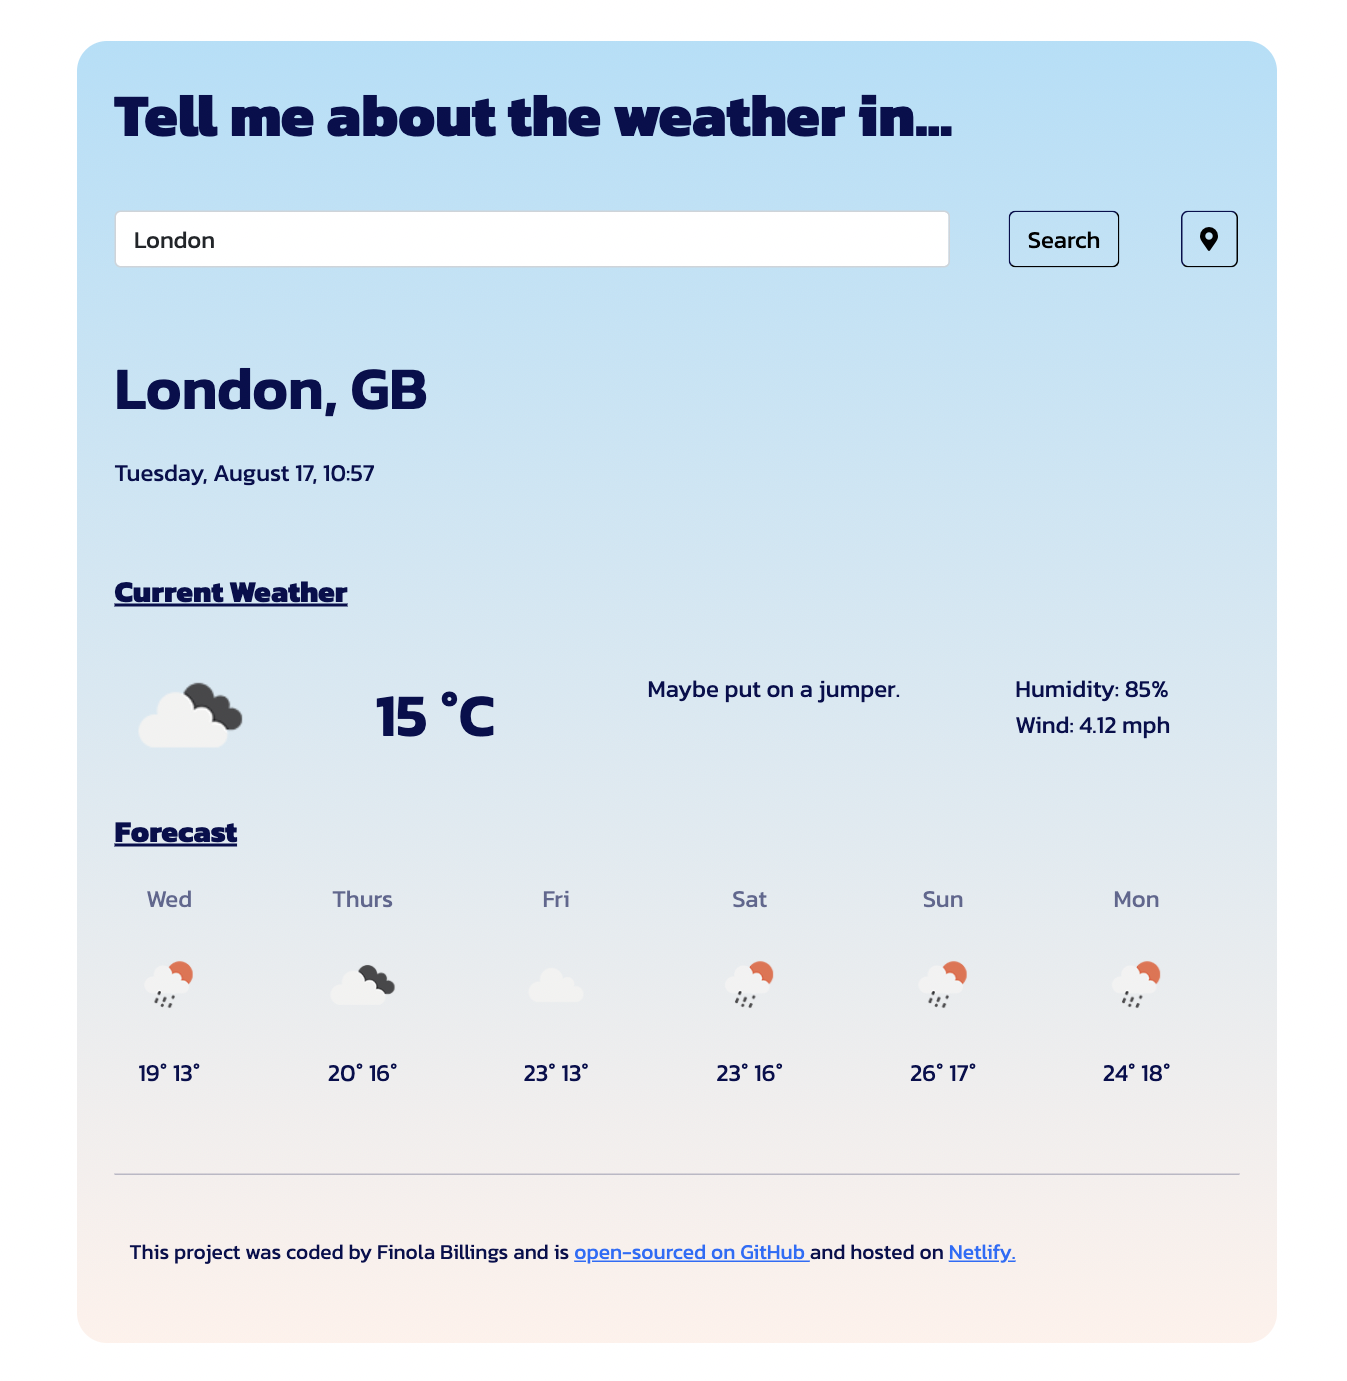 Tell me about the weather in...
London
Search
London, GB
Tuesday, August 17, 10:57
Current Weather
15 °C
Maybe put on a jumper.
Humidity: 85%
Wind: 4.12 mph
Forecast
Wed Thurs Fri Sat Sun Mon
19° 13° 20° 16° 23° 13° 23° 16° 26° 17° 24° 18°
This project was coded by Finola Billings and is open-sourced on GitHub and hosted on Netlify.